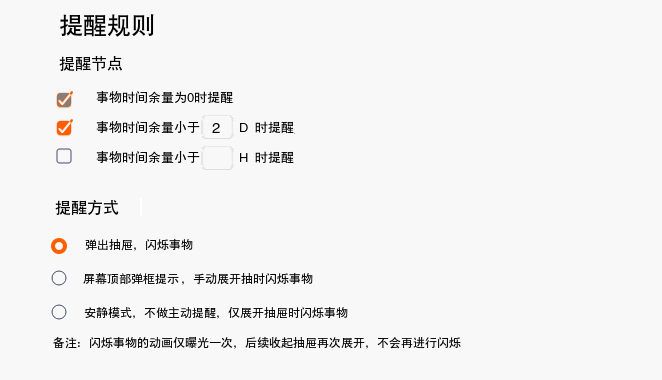 提醒规则
提醒节点
事物时间余量为0时提醒
事物时间余量小于 2 D 时提醒
事物时间余量小于 H 时提醒
提醒方式
弹出抽屉，闪烁事物
屏幕顶部弹框提示，手动展开抽时闪烁事物
安静模式，不做主动提醒，仅展开抽屉时闪烁事物
备注：闪烁事物的动画仅曝光一次，后续收起抽屉再次展开，不会再进行闪烁